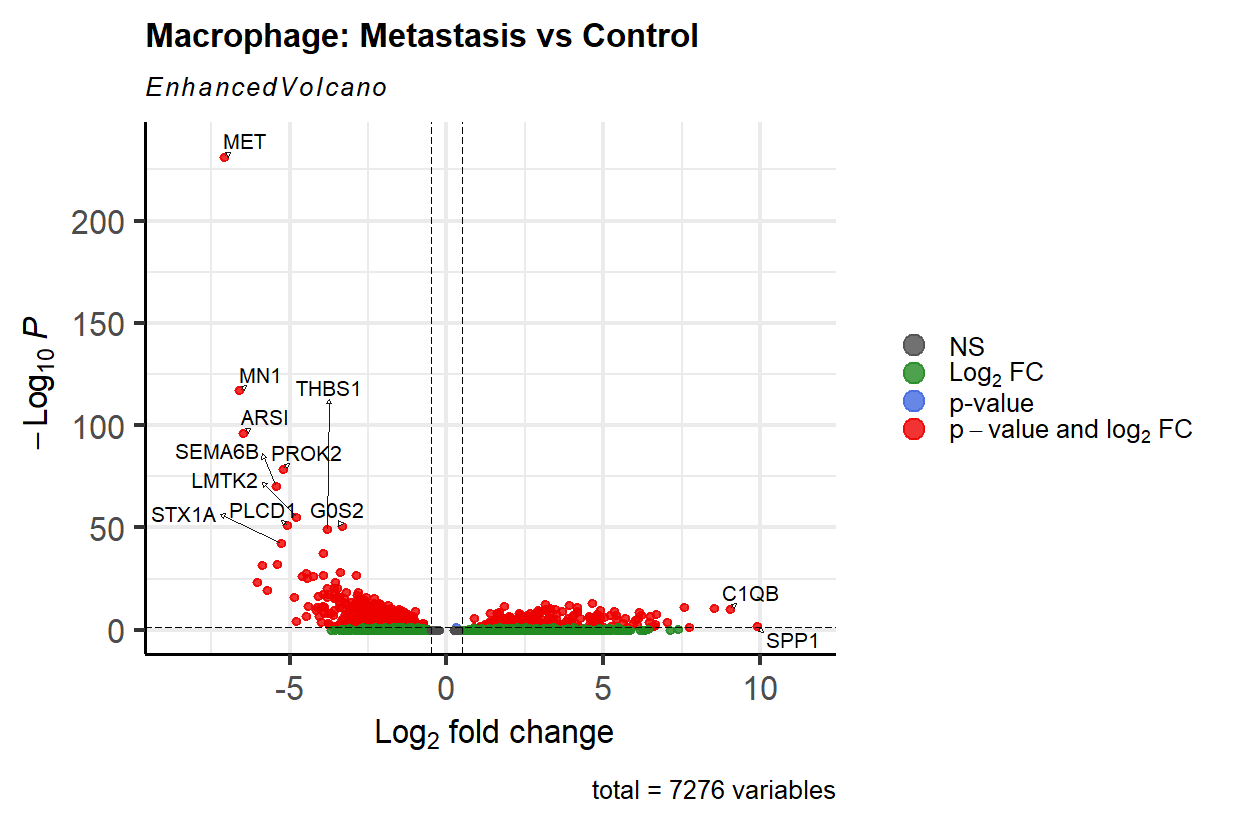 Macrophage: Metastasis vs Control
EnhancedVolcano
MET
200
150
MN1
THBS1
100
ARSI
SEMA6B
PROK2
LMTK2
STX1A
PLCD1
G0S2
50
C1QB
0
SPP1
-5
0
5
10
− Log10 P
Log2 fold change
NS
Log2 FC
p-value
p − value and log2 FC
total = 7276 variables